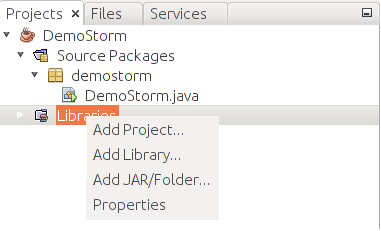 Projects × Files Services
DemoStorm
Source Packages
demostorm
DemoStorm.java
Libraries
Add Project...
Add Library...
Add JAR/Folder...
Properties